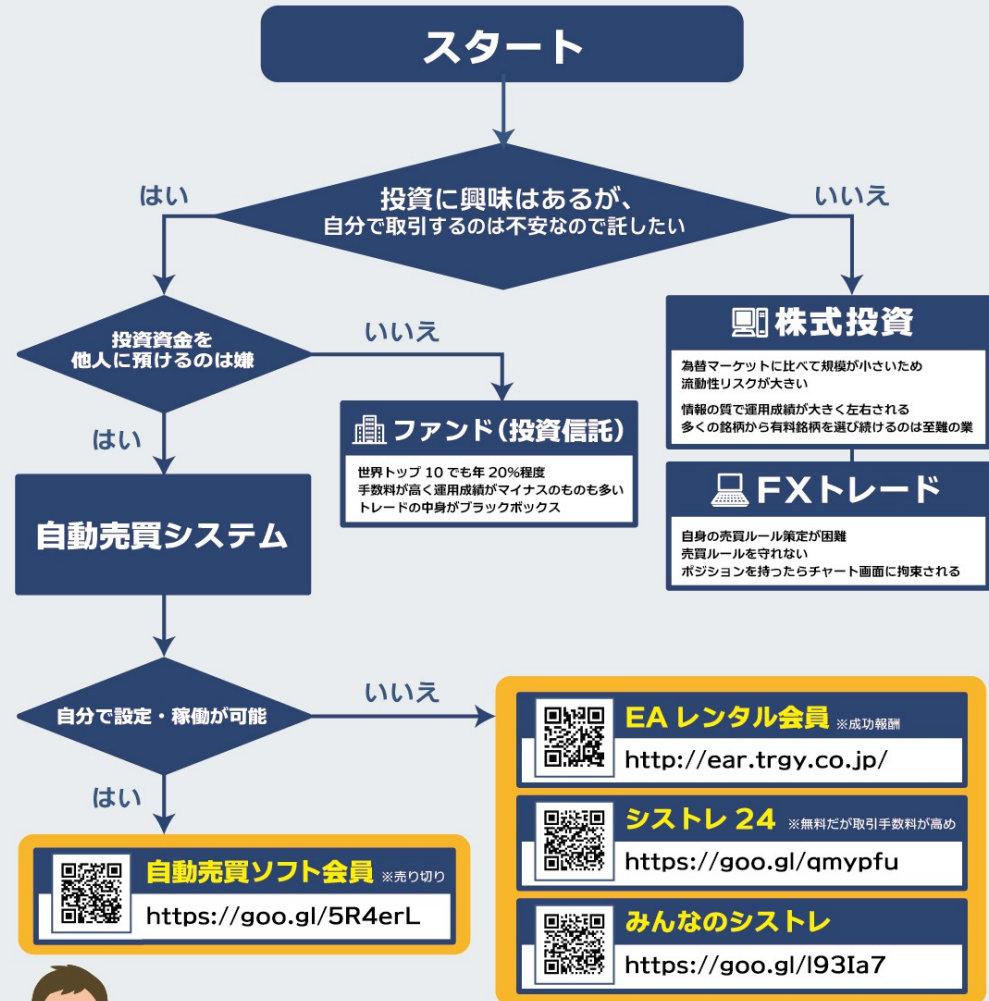 スタート
投資に興味はあるが、
自分で取引するのは不安なので託したい
はい
いいえ
投資資金を
他人に預けるのは嫌
いいえ
はい
株式投資
為替マーケットに比べて規模が小さいため
流動性リスクが大きい
情報の質で運用成績が大きく左右される
多くの銘柄から有料銘柄を選び続けるのは至難の業
ファンド(投資信託)
世界トップ 10 でも年 20%程度
手数料が高く運用成績がマイナスのものも多い
トレードの中身がブラックボックス
FXトレード
自身の売買ルール策定が困難
売買ルールを守れない
ポジションを持ったらチャート画面に拘束される
自動売買システム
自分で設定・稼働が可能
いいえ
はい
EA レンタル会員 ※成功報酬
http://ear.trgy.co.jp/
シストレ 24 ※無料だが取引手数料が高め
https://goo.gl/qmypfu
みんなのシストレ
https://goo.gl/l93Ia7
自動売買ソフト会員 ※売り切り
https://goo.gl/5R4erL